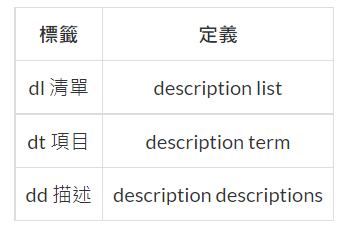 標籤 定義
dl 清單 description list
dt 項目 description term
dd 描述 description descriptions